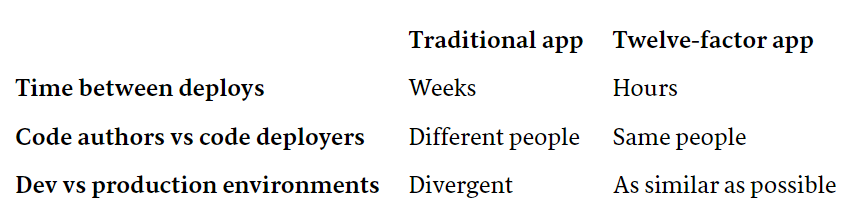 Traditional app Twelve-factor app
Time between deploys Weeks Hours
Code authors vs code deployers Different people Same people
Dev vs production environments Divergent As similar as possible